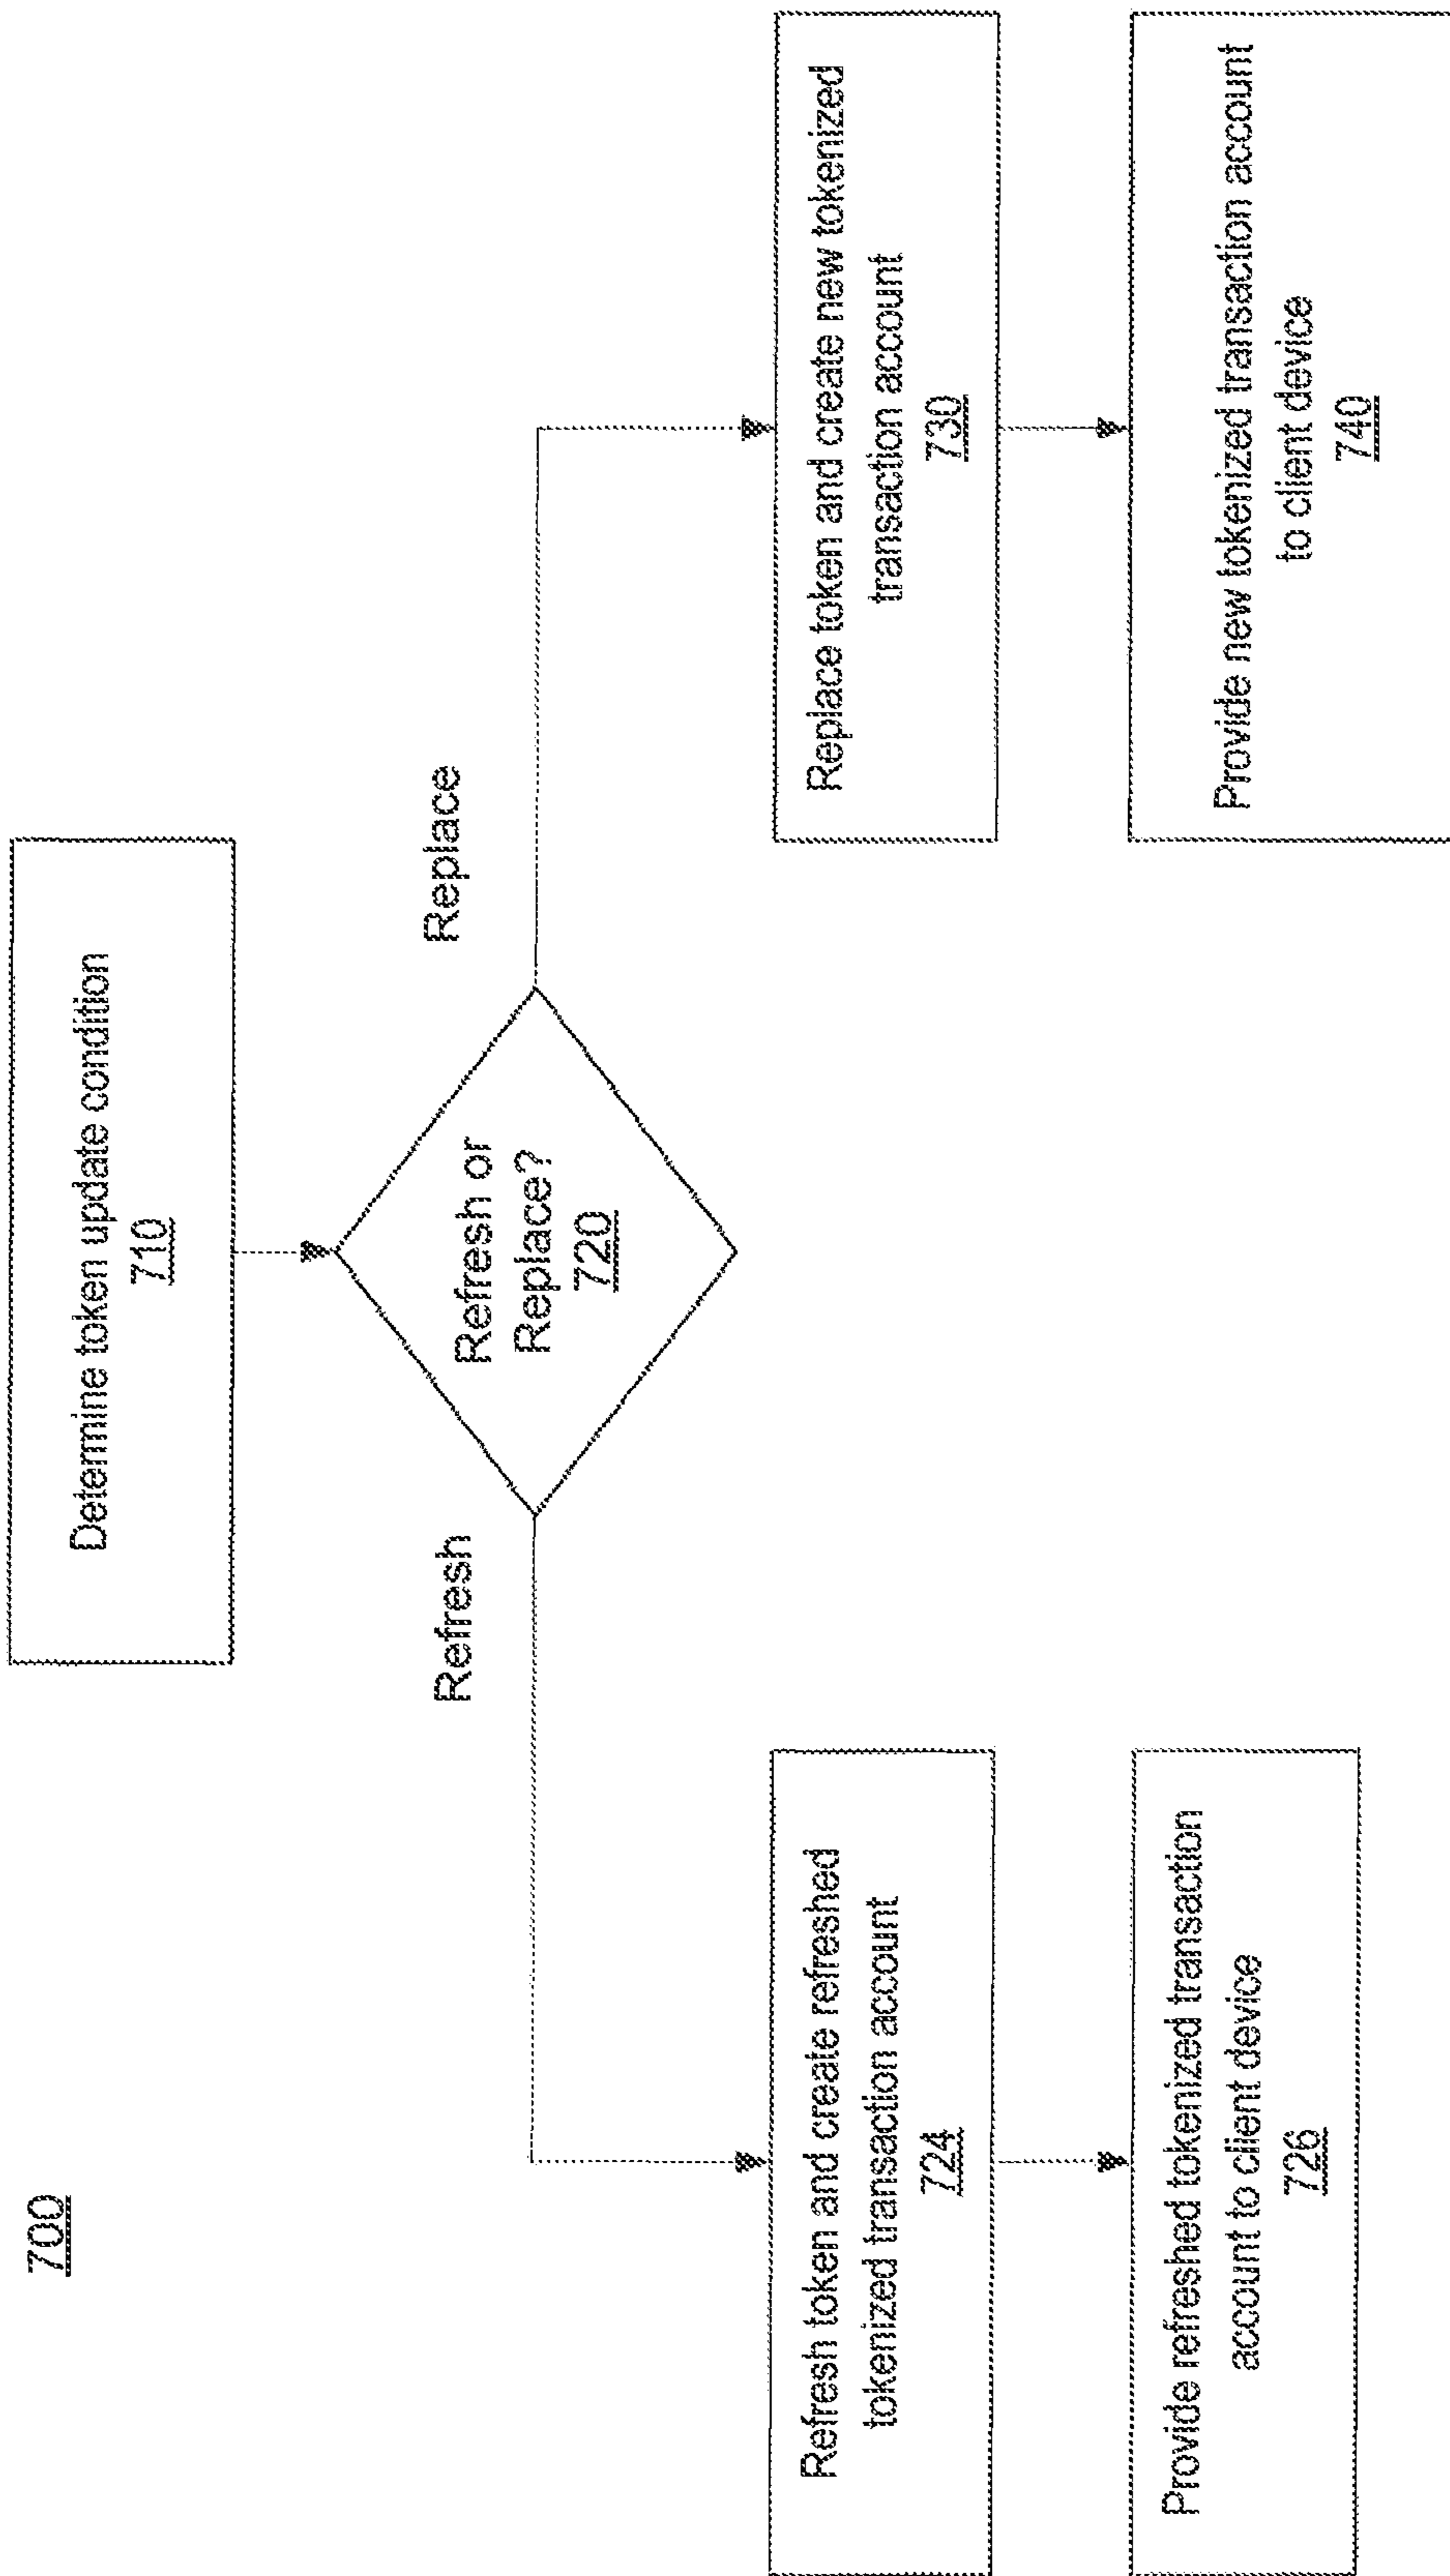 700
Determine token update condition
710
Refresh or
Replace?
720
Refresh
Replace
Refresh token and create refreshed
tokenized transaction account
724
Replace token and create new tokenized
transaction account
730
Provide refreshed tokenized transaction
account to client device
726
Provide new tokenized transaction account
to client device
740